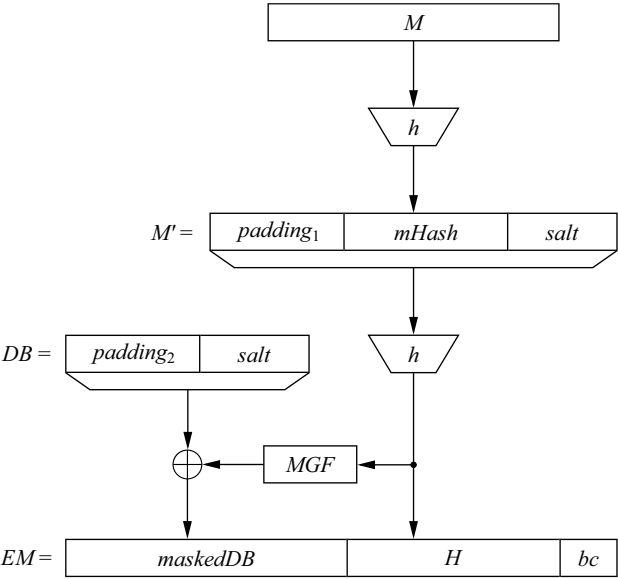 M
h
M′ = padding₁ mHash salt
DB = padding₂ salt h
MGF
EM = maskedDB H bc